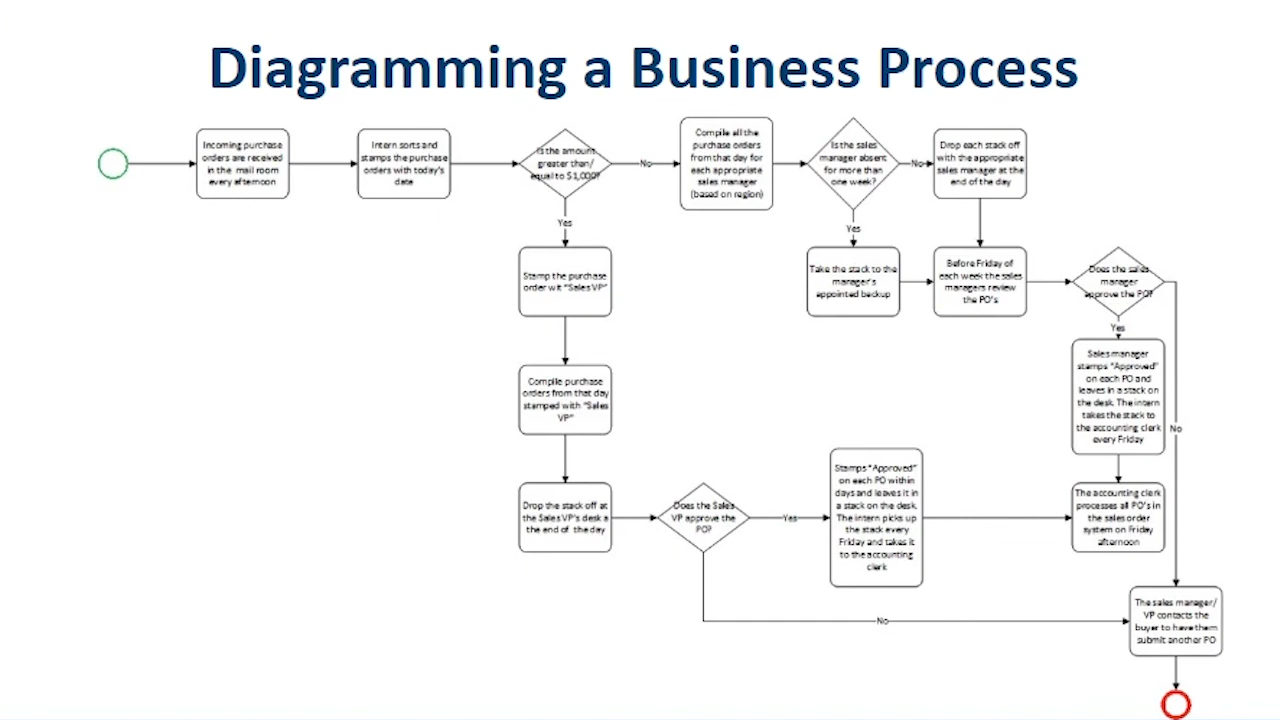 Diagramming a Business Process
Incoming purchase
orders are received
in the mail room
every afternoon
Intern sorts and
stamps the purchase
orders with today's
date
Is the amount
greater than/
equal to $1,000?
No
Compile all the
purchase orders
from that day for
each appropriate
sales manager
(based on region)
Is the sales
manager absent
for more than
one week?
No
Drop each stack off
with the appropriate
sales manager at the
end of the day
Yes
Yes
Stamp the purchase
order wit "Sales VP"
Take the stack to the
manager's
appointed backup
Before Friday of
each week the sales
managers review
the PO's
Does the sales
manager
approve the PO?
Yes
Sales manager
stamps "Approved"
on each PO and
leaves in a stack on
the desk. The intern
takes the stack to
the accounting clerk
every Friday
No
Compile purchase
orders from that day
stamped with "Sales
VP"
Drop the stack off at
the Sales VP's desk a
the end of the day
Does the Sales
VP approve the
PO?
Yes
Stamps "Approved"
on each PO within
days and leaves it in
a stack on the desk.
The intern picks up
the stack every
Friday and takes it
to the accounting
clerk
The accounting clerk
processes all PO's in
the sales order
system on Friday
afternoon
No
The sales manager/
VP contacts the
buyer to have them
submit another PO